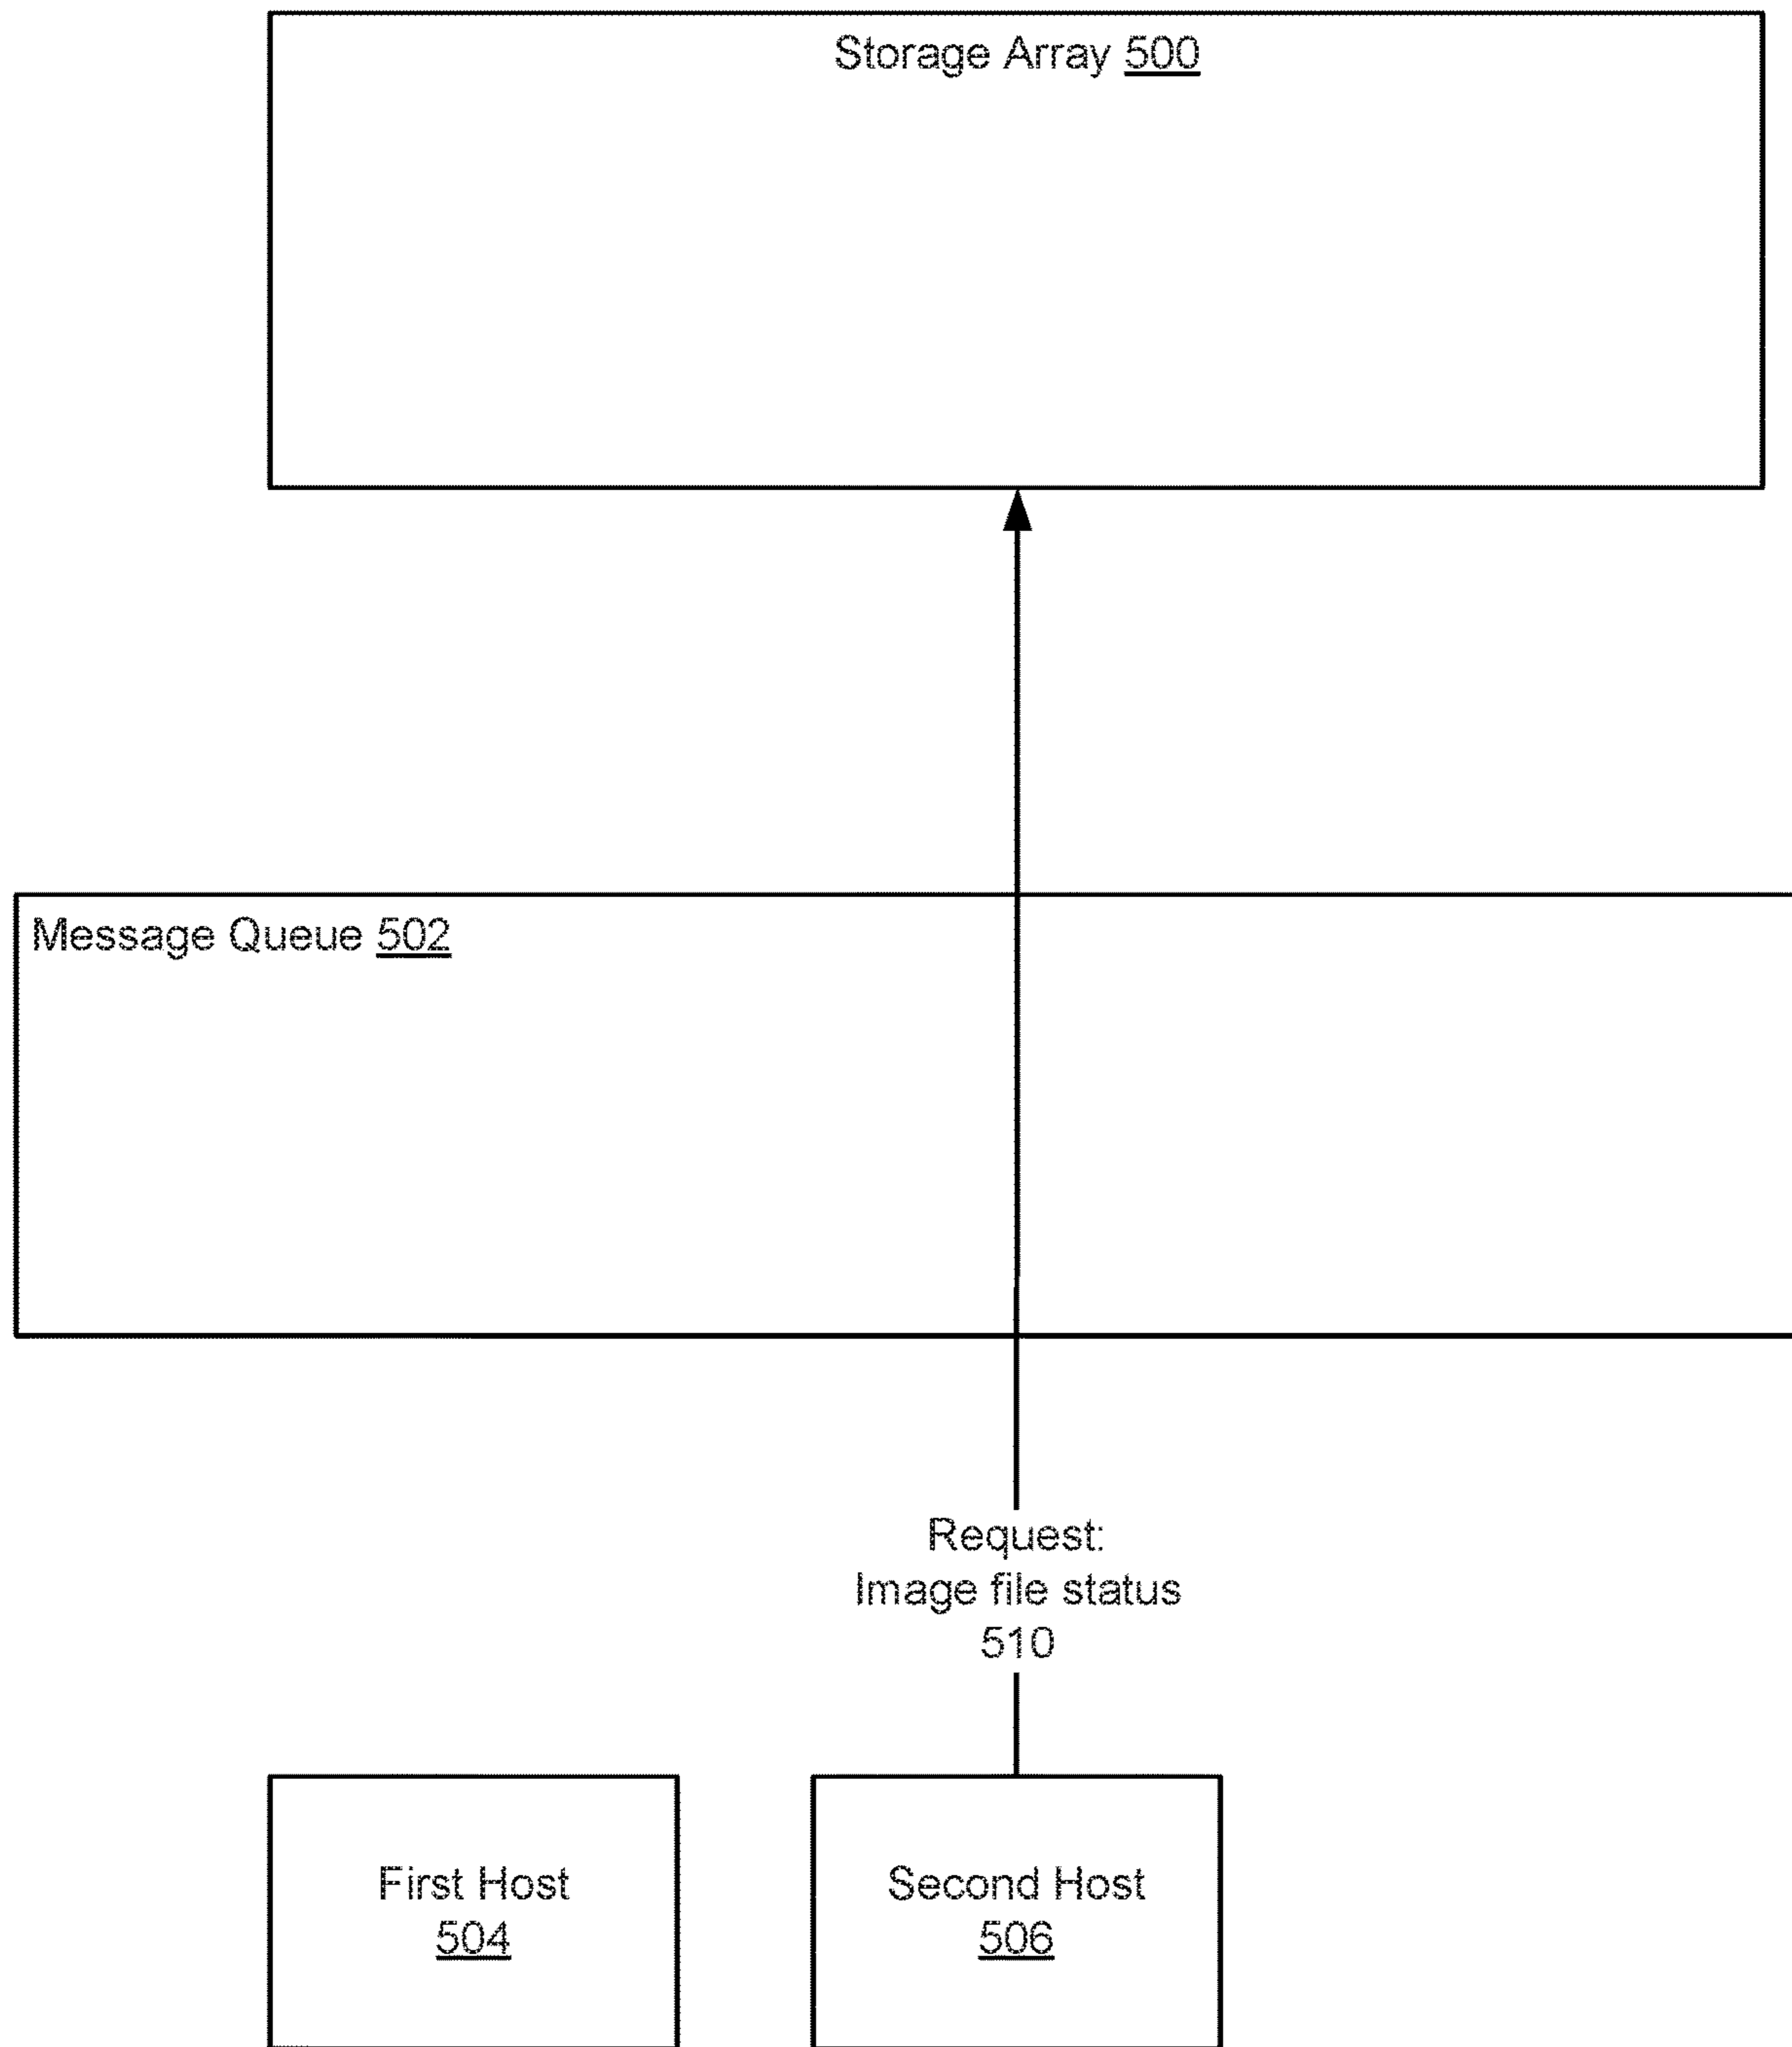 Storage Array 500
Message Queue 502
Request:
Image file status
510
First Host
504
Second Host
506